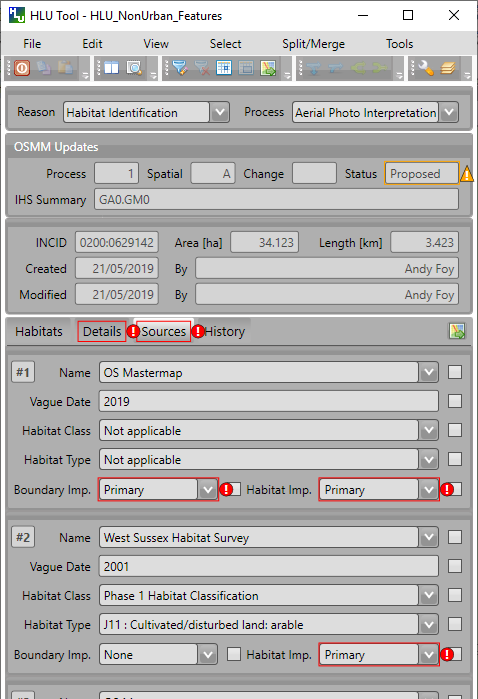 HLU Tool - HLU_NonUrban_Features
File Edit View Select Split/Merge Tools
Reason Habitat Identification Process Aerial Photo Interpretation
OSMM Updates
Process 1 Spatial A Change Status Proposed
IHS Summary GA0.GM0
INCID 0200:0629142 Area [ha] 34.123 Length [km] 3.423
Created 21/05/2019 By Andy Foy
Modified 21/05/2019 By Andy Foy
Habitats Details Sources History
#1 Name OS Mastermap
Vague Date 2019
Habitat Class Not applicable
Habitat Type Not applicable
Boundary Imp. Primary Habitat Imp. Primary
#2 Name West Sussex Habitat Survey
Vague Date 2001
Habitat Class Phase 1 Habitat Classification
Habitat Type J11 : Cultivated/disturbed land: arable
Boundary Imp. None Habitat Imp. Primary